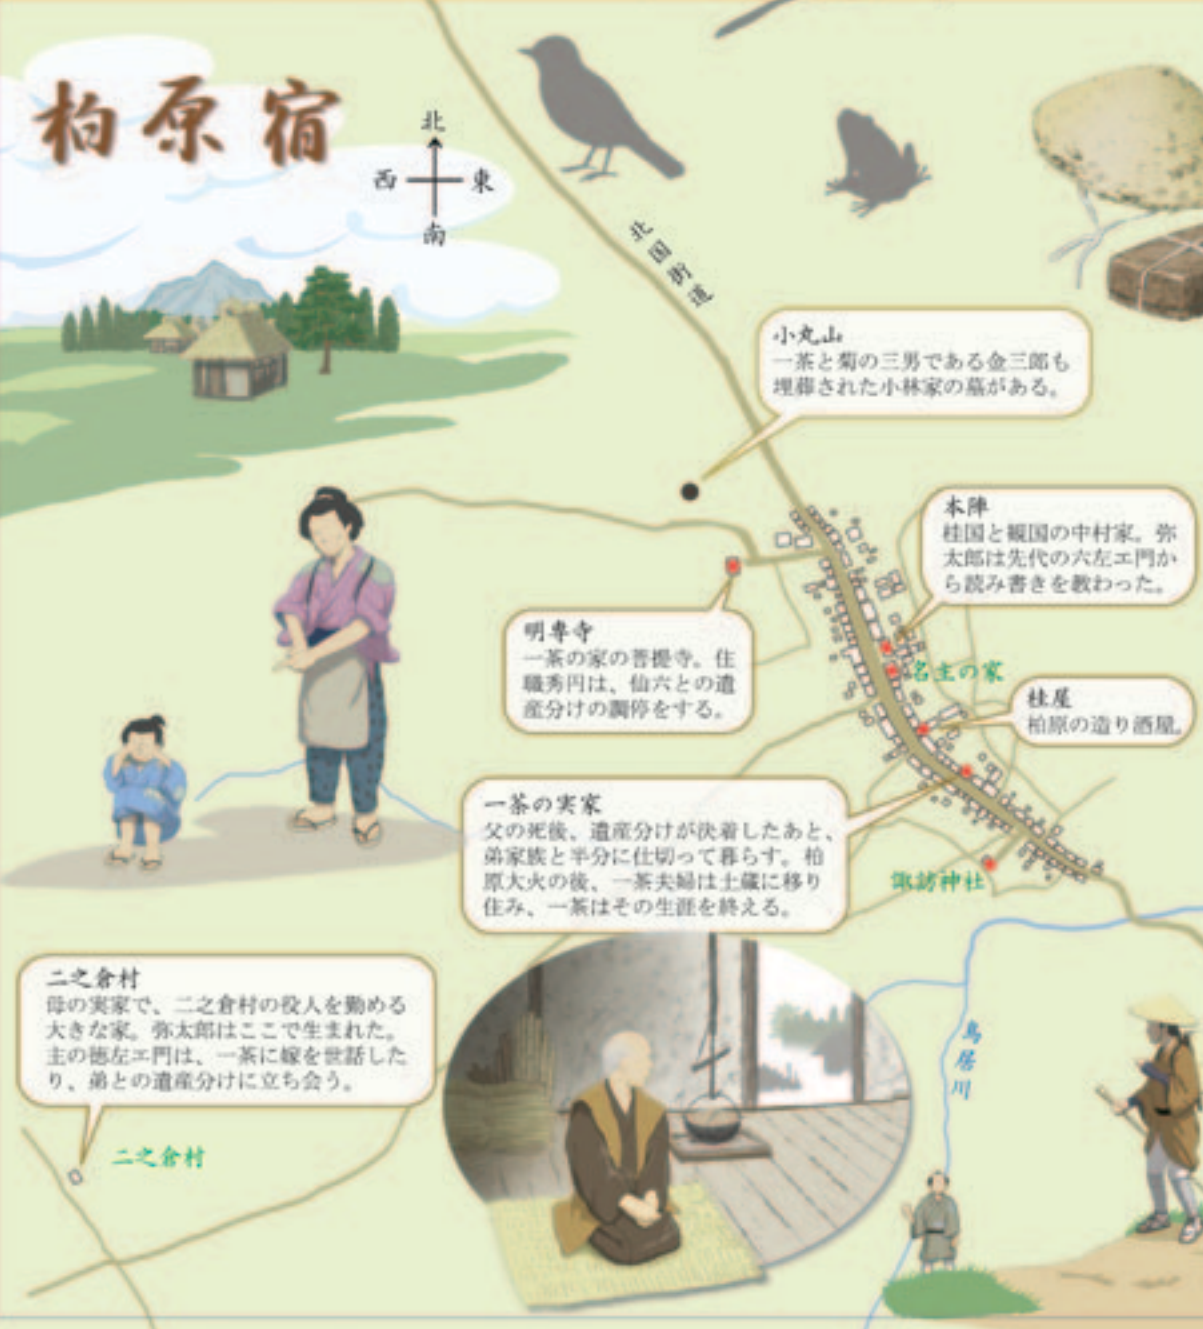 柏原宿
北
西 東
南
北国街道
小丸山
一茶と菊の三男である金三郎も
埋葬された小林家の墓がある。
本陣
桂国と観国の中村家。弥
太郎は先代の六左エ門か
ら読み書きを教わった。
明専寺
一茶の家の菩提寺。住
職秀円は、仙六との遺
産分けの調停をする。
名主の家
桂屋
柏原の造り酒屋。
一茶の実家
父の死後、遺産分けが決着したあと、
弟家族と半分に仕切って暮らす。柏
原大火の後、一茶夫婦は土蔵に移り
住み、一茶はその生涯を終える。
諏訪神社
二之倉村
母の実家で、二之倉村の役人を勤める
大きな家。弥太郎はここで生まれた。
主の徳左エ門は、一茶に嫁を世話した
り、弟との遺産分けに立ち会う。
鳥居川
二之倉村